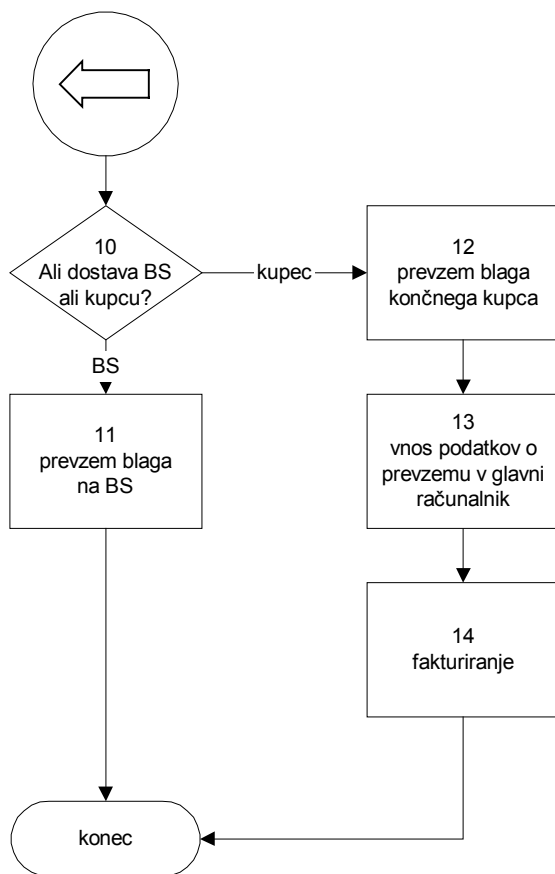 10
Ali dostava BS
ali kupcu?
kupec
BS
11
prevzem blaga
na BS
12
prevzem blaga
končnega kupca
13
vnos podatkov o
prevzemu v glavni
računalnik
14
fakturiranje
konec